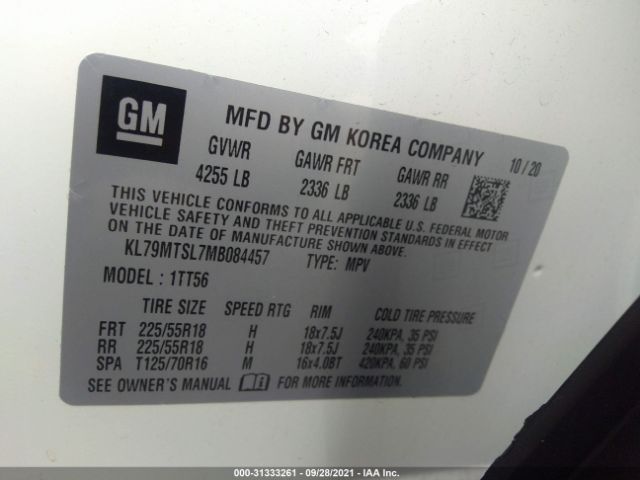 GM
MFD BY GM KOREA COMPANY 10/20
GVWR GAWR FRT GAWR RR
4255 LB 2336 LB 2336 LB
THIS VEHICLE CONFORMS TO ALL APPLICABLE U.S. FEDERAL MOTOR
VEHICLE SAFETY AND THEFT PREVENTION STANDARDS IN EFFECT
ON THE DATE OF MANUFACTURE SHOWN ABOVE.
KL79MTSL7MB084457 TYPE: MPV
MODEL: 1TT56
TIRE SIZE SPEED RTG RIM COLD TIRE PRESSURE
FRT 225/55R18 H 18x7.5J 240KPA, 35 PSI
RR 225/55R18 H 18x7.5J 240KPA, 35 PSI
SPA T125/70R16 M 16x4.0BT 420KPA, 60 PSI
SEE OWNER'S MANUAL FOR MORE INFORMATION.
000-31333261 - 09/28/2021 - IAA Inc.